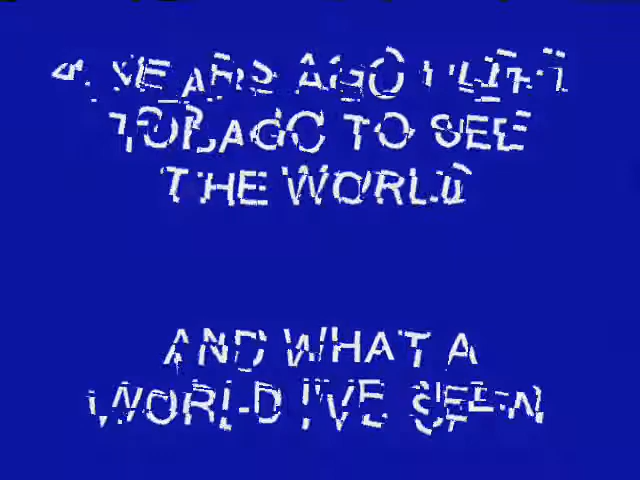 4 YEARS AGO I LEFT
TOBAGO TO SEE
THE WORLD
AND WHAT A
WORLD I'VE SEEN